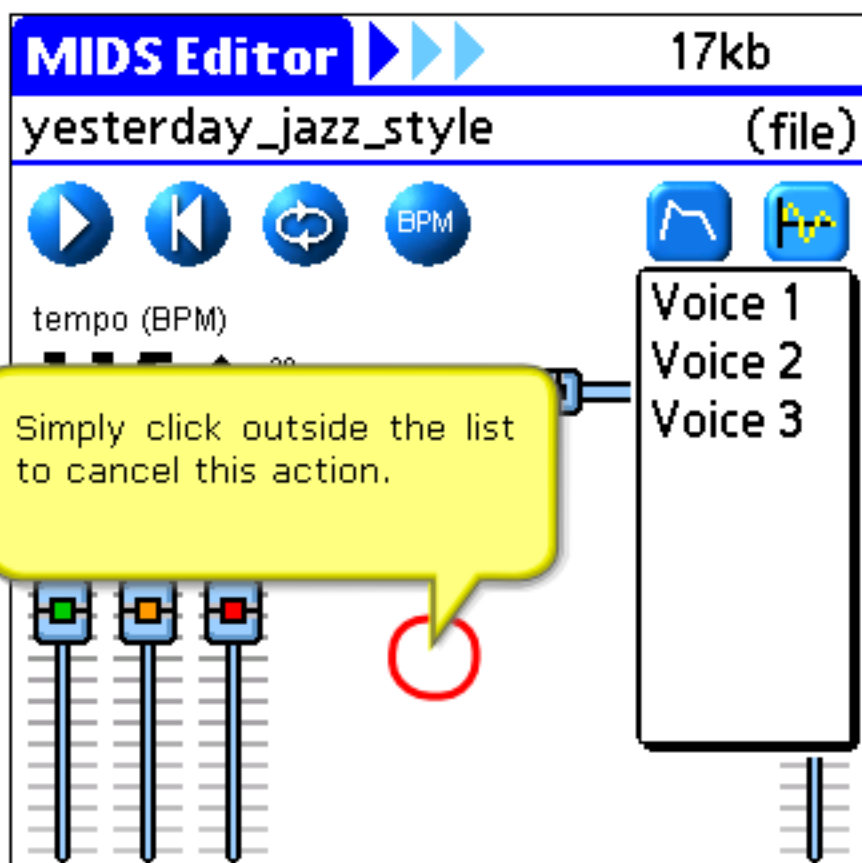 MIDS Editor 17kb
yesterday_jazz_style (file)
BPM
tempo (BPM)
Voice 1
Voice 2
Voice 3
Simply click outside the list
to cancel this action.